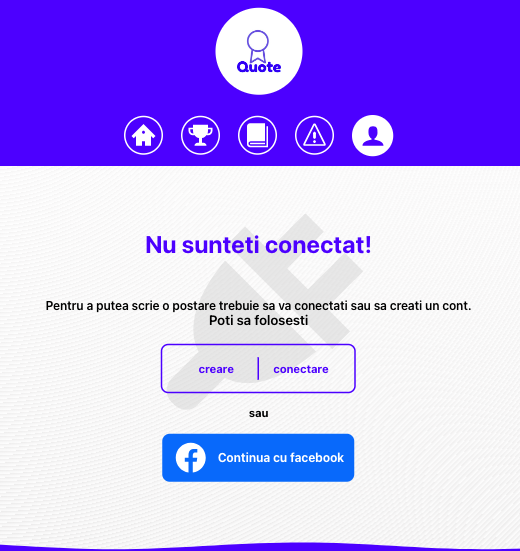 Quote
Nu sunteti conectat!
Pentru a putea scrie o postare trebuie sa va conectati sau sa creati un cont.
Poti sa folosesti
creare
conectare
sau
Continua cu facebook